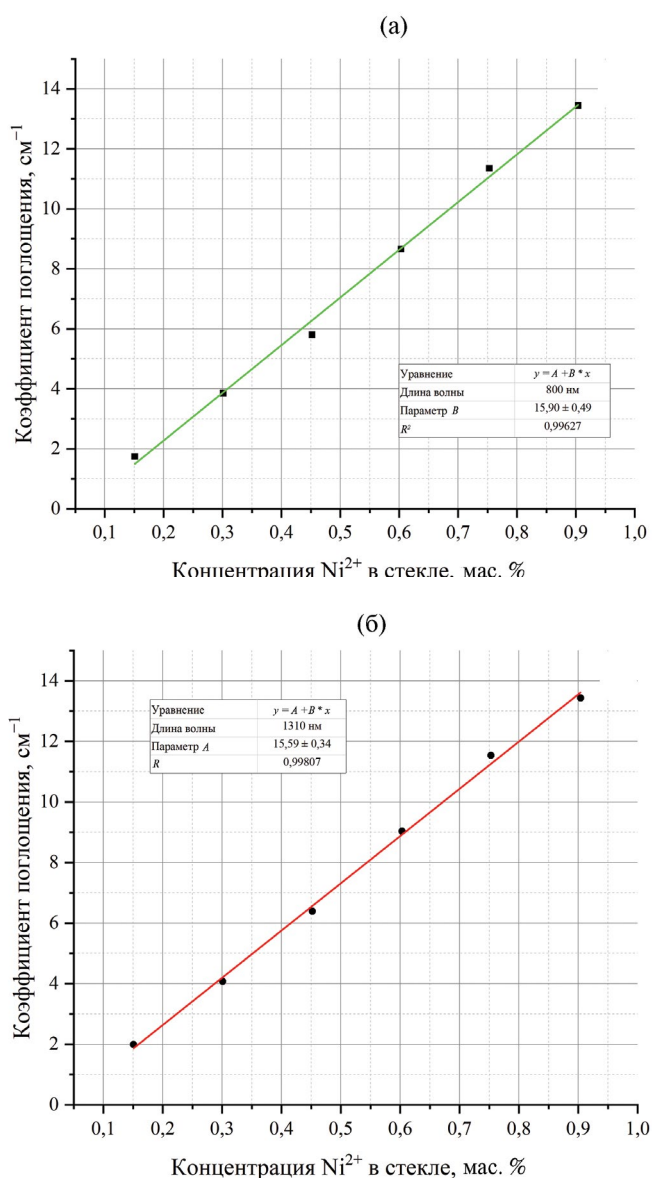 (а)
Коэффициент поглощения, см⁻¹
14
12
10
8
6
4
2
0
Уравнение y = A +B * x
Длина волны 800 нм
Параметр B 15,90 ± 0,49
R² 0,99627
0,1 0,2 0,3 0,4 0,5 0,6 0,7 0,8 0,9 1,0
Концентрация Ni²⁺ в стекле, мас. %
(б)
Коэффициент поглощения, см⁻¹
14
12
10
8
6
4
2
0
Уравнение y = A +B * x
Длина волны 1310 нм
Параметр A 15,59 ± 0,34
R 0,99807
0,1 0,2 0,3 0,4 0,5 0,6 0,7 0,8 0,9 1,0
Концентрация Ni²⁺ в стекле, мас. %